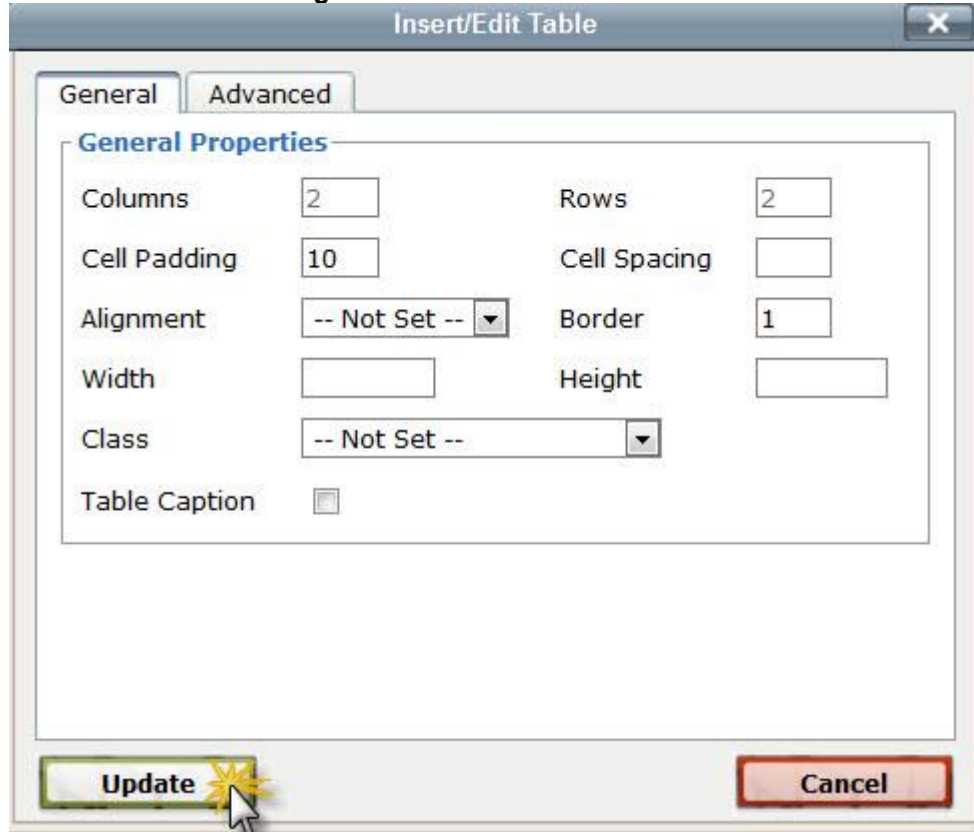 Insert/Edit Table
General Advanced
General Properties
Columns 2 Rows 2
Cell Padding 10 Cell Spacing
Alignment -- Not Set -- Border 1
Width Height
Class -- Not Set --
Table Caption
Update Cancel